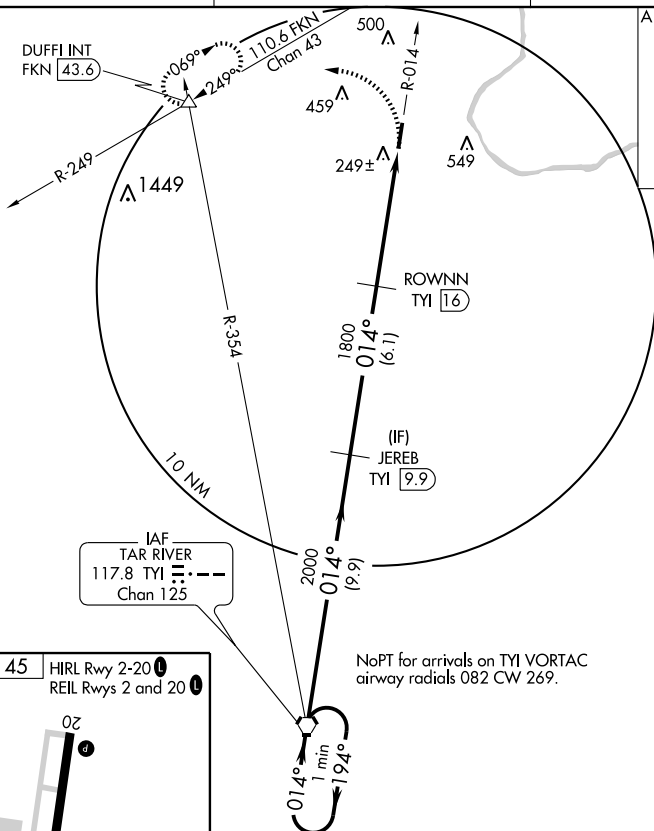 A
DUFFI INT
FKN 43.6
069°
249°
110.6 FKN
Chan 43
500
R-014
459
249±
549
R-249
1449
ROWNN
TYI 16
R-354
1800
014°
(6.1)
(IF)
JEREB
TYI 9.9
10 NM
IAF
TAR RIVER
117.8 TYI
Chan 125
2000
014°
(9.9)
NoPT for arrivals on TYI VORTAC
airway radials 082 CW 269.
45
HIRL Rwy 2-20 L
REIL Rwys 2 and 20 L
20
P
014°
1 min
194°